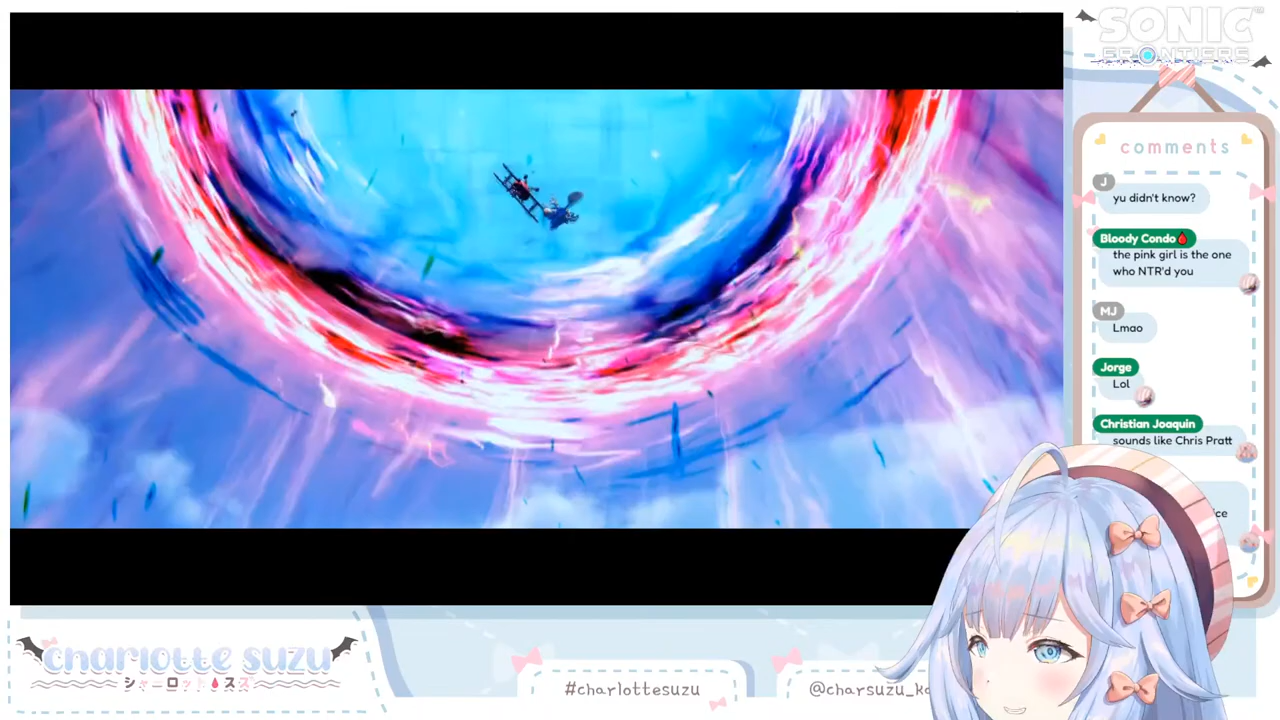 SONIC
FRONTIERS
comments
J
yu didn't know?
Bloody Condo
the pink girl is the one
who NTR'd you
MJ
Lmao
Jorge
Lol
Christian Joaquin
sounds like Chris Pratt
charlotte suzu
シャーロット スズ
#charlottesuzu